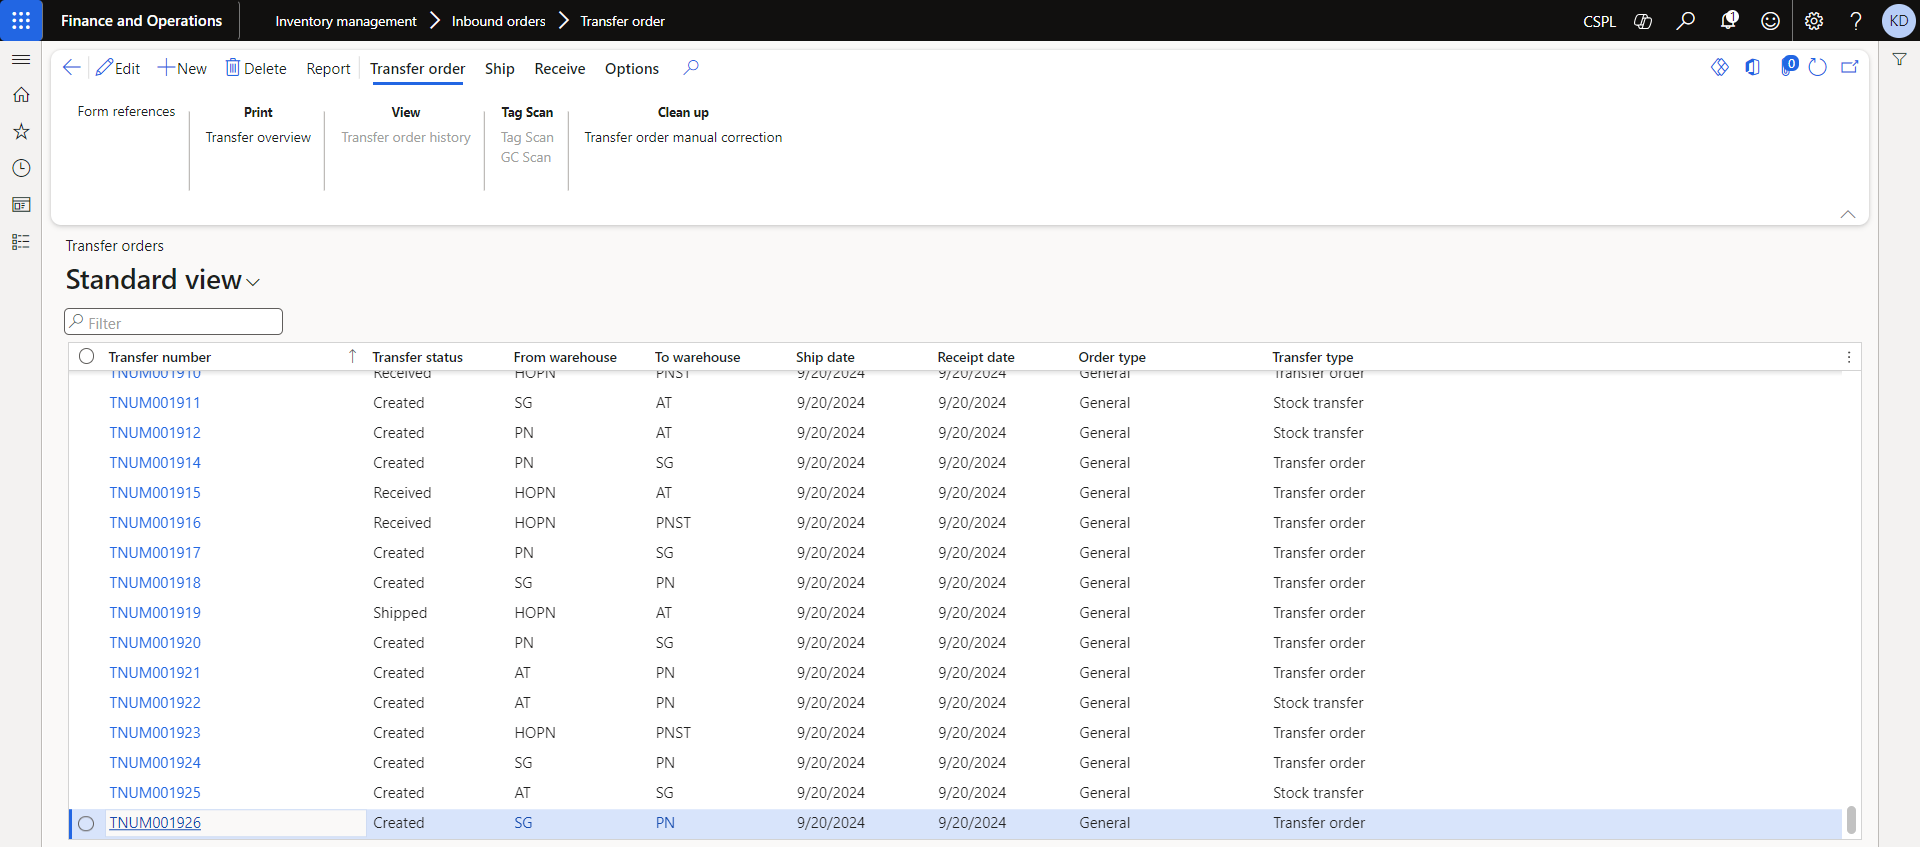 Finance and Operations Inventory management Inbound orders Transfer order CSPL 1 KD
Edit New Delete Report Transfer order Ship Receive Options 0
Form references Print View Tag Scan Clean up
Transfer overview Transfer order history Tag Scan Transfer order manual correction
GC Scan
Transfer orders
Standard view
Filter
Transfer number Transfer status From warehouse To warehouse Ship date Receipt date Order type Transfer type
TNUM001910 Received HOPN PNST 9/20/2024 9/20/2024 General Transfer order
TNUM001911 Created SG AT 9/20/2024 9/20/2024 General Stock transfer
TNUM001912 Created PN AT 9/20/2024 9/20/2024 General Stock transfer
TNUM001914 Created PN SG 9/20/2024 9/20/2024 General Transfer order
TNUM001915 Received HOPN AT 9/20/2024 9/20/2024 General Transfer order
TNUM001916 Received HOPN PNST 9/20/2024 9/20/2024 General Transfer order
TNUM001917 Created PN SG 9/20/2024 9/20/2024 General Transfer order
TNUM001918 Created SG PN 9/20/2024 9/20/2024 General Transfer order
TNUM001919 Shipped HOPN AT 9/20/2024 9/20/2024 General Transfer order
TNUM001920 Created PN SG 9/20/2024 9/20/2024 General Transfer order
TNUM001921 Created AT PN 9/20/2024 9/20/2024 General Transfer order
TNUM001922 Created AT PN 9/20/2024 9/20/2024 General Stock transfer
TNUM001923 Created HOPN PNST 9/20/2024 9/20/2024 General Transfer order
TNUM001924 Created SG PN 9/20/2024 9/20/2024 General Transfer order
TNUM001925 Created AT SG 9/20/2024 9/20/2024 General Stock transfer
TNUM001926 Created SG PN 9/20/2024 9/20/2024 General Transfer order